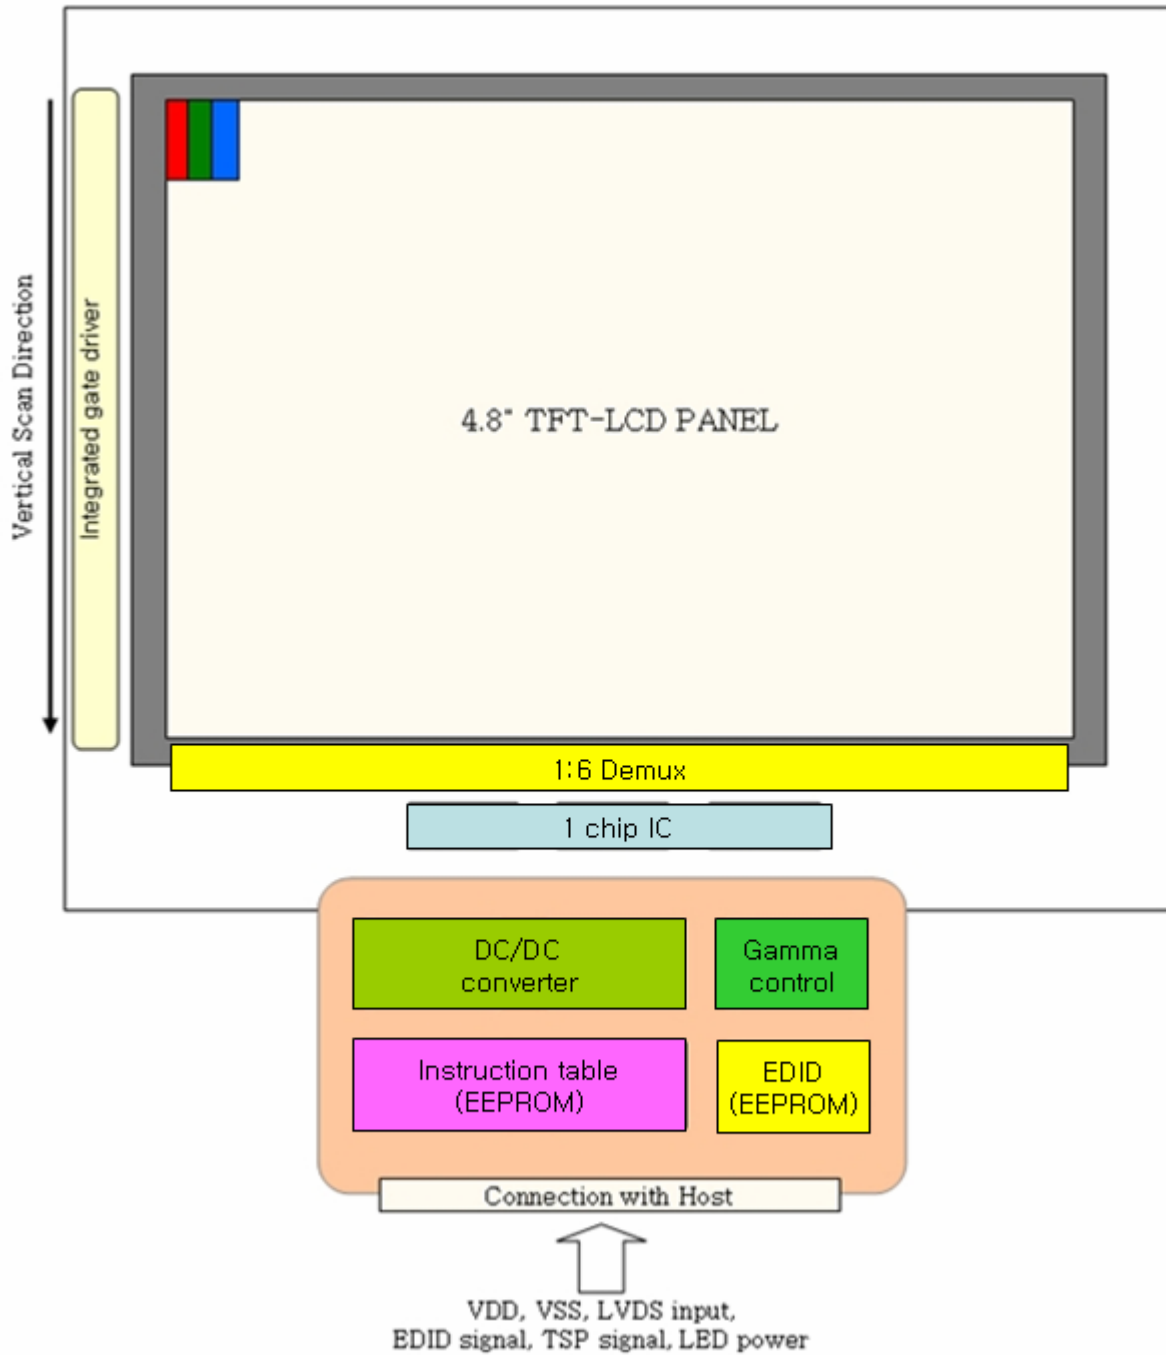 Vertical Scan Direction
Integrated gate driver
4.8" TFT-LCD PANEL
1:6 Demux
1 chip IC
DC/DC
converter
Gamma
control
Instruction table
(EEPROM)
EDID
(EEPROM)
Connection with Host
VDD, VSS, LVDS input,
EDID signal, TSP signal, LED power